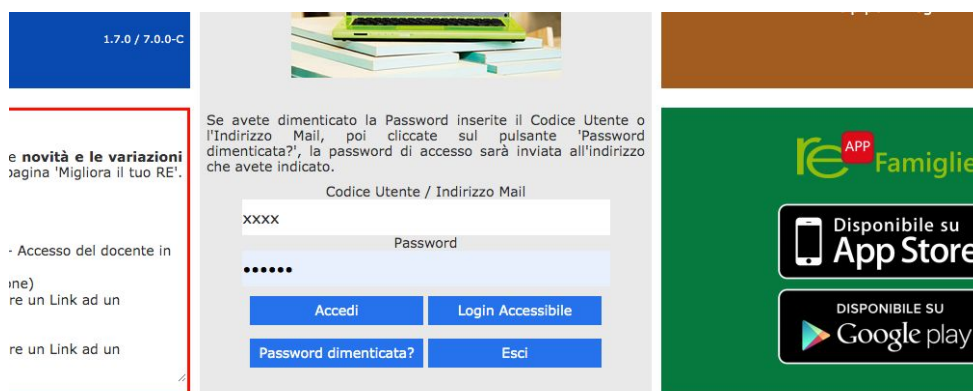 1.7.0 / 7.0.0-C
e novità e le variazioni
pagina 'Migliora il tuo RE'.
- Accesso del docente in
one)
re un Link ad un
re un Link ad un
Se avete dimenticato la Password inserite il Codice Utente o
l'Indirizzo Mail, poi cliccate sul pulsante 'Password
dimenticata?', la password di accesso sarà inviata all'indirizzo
che avete indicato.
Codice Utente / Indirizzo Mail
xxxx
Password
••••••
Accedi
Login Accessibile
Password dimenticata?
Esci
re APP Famiglie
Disponibile su
App Store
DISPONIBILE SU
Google play